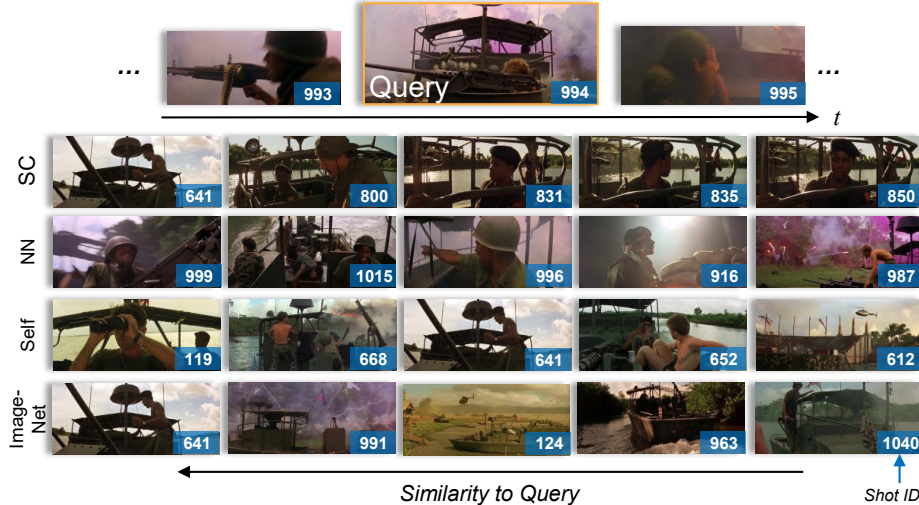 ... 993 Query 994 995 ...
t
SC 641 800 831 835 850
NN 999 1015 996 916 987
Self 119 668 641 652 612
Image-
Net 641 991 124 963 1040
Similarity to Query
Shot ID